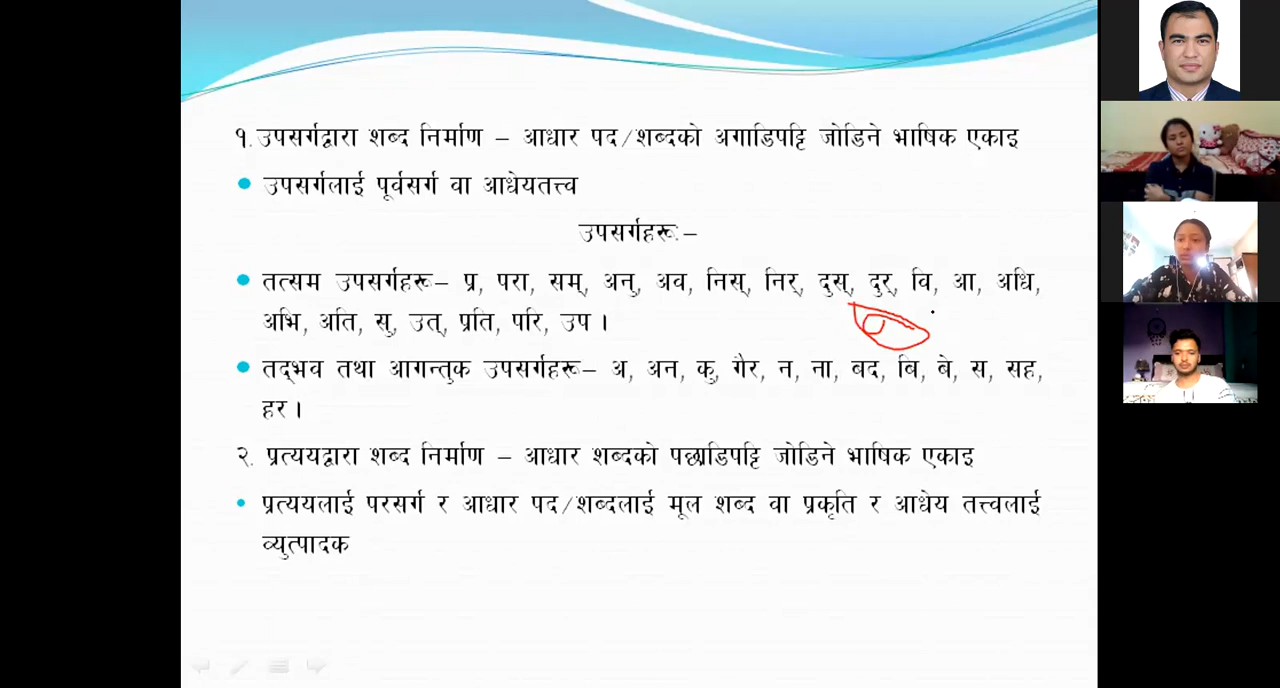 १.उपसर्गद्वारा शब्द निर्माण – आधार पद/शब्दको अगाडिपट्टि जोडिने भाषिक एकाइ
उपसर्गलाई पूर्वसर्ग वा आधेयतत्त्व
उपसर्गहरू–
तत्सम उपसर्गहरू– प्र, परा, सम्, अनु, अव, निस्, निर्, दुस्, दुर्, वि, आ, अधि,
अभि, अति, सु, उत्, प्रति, परि, उप ।
तद्भव तथा आगन्तुक उपसर्गहरू– अ, अन, कु, गैर, न, ना, बद, बि, बे, स, सह,
हर ।
२. प्रत्ययद्वारा शब्द निर्माण – आधार शब्दको पछाडिपट्टि जोडिने भाषिक एकाइ
प्रत्ययलाई परसर्ग र आधार पद/शब्दलाई मूल शब्द वा प्रकृति र आधेय तत्त्वलाई
व्युत्पादक